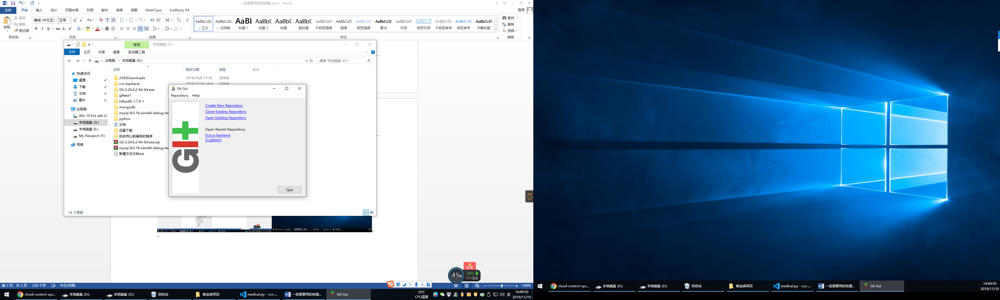 一些需要用的快捷键.docx - Word
文件 开始 插入 设计 页面布局 引用 邮件 审阅 视图 MathType EndNote X9 登录
粘贴 剪切 复制 格式刷 剪贴板
等线 (中文正 五号 字体
段落
AaBbCcDt 正文
AaBbCcDt 无间隔
AaBl 标题 1
AaBbC 标题 2
AaBbC 标题
AaBbC 副标题
AaBbCcD. 不明显强调
AaBbCcD. 强调
AaBbCcD. 明显强调
AaBbCcD 要点
AaBbCcD. 引用
AaBbCcD. 明显引用
AaBbCcDt 不明显参考
AaBbCcDt 明显参考
AaBbCcD 书籍标题
样式
查找 替换 选择 编辑
管理 本地磁盘 (D:)
文件 主页 共享 查看 驱动器工具
此电脑 本地磁盘 (D:) 搜索"本地磁盘 (D:)"
名称 修改日期 类型 大小
快速访问
桌面
下载
文档
图片
此电脑
Win 10 Ent x64 (C
本地磁盘 (D:)
本地磁盘 (E:)
My Passport (F:)
网络
2345Downloads 2019/10/9 17:18 文件夹
ccs-backend 2019/11/19 14:41 文件夹
Git-2.24.0.2-64-bit.exe
gittest1
influxdb-1.7.9-1
mongodb
mysql-8.0.18-winx64-debug-tes
python
文档
迅雷下载
张宏伟以前编写的程序
Git-2.24.0.2-64-bit.exe.zip
mysql-8.0.18-winx64-debug-tes
新建文本文档.txt
14 个项目
Git Gui
Repository Help
Git
Create New Repository
Clone Existing Repository
Open Existing Repository
Open Recent Repository:
D:/ccs-backend
D:/gittest1
Quit
红包
45% 35℃ CPU温度
英
第 2 页，共 2 页 250 个字 中文(中国) 140%
cloud-control-sys... 本地磁盘 (D:) 本地磁盘 (D:) 回收站 帕金森项目 medical.py - ccs-... 一些需要用的快捷... Git Gui
35℃ CPU温度
英 14:49:50 2019/11/19
cloud-control-sys... 本地磁盘 (D:) 本地磁盘 (D:) 回收站 帕金森项目 medical.py - ccs-... 一些需要用的快捷... Git Gui
14:49:50
2019/11/19